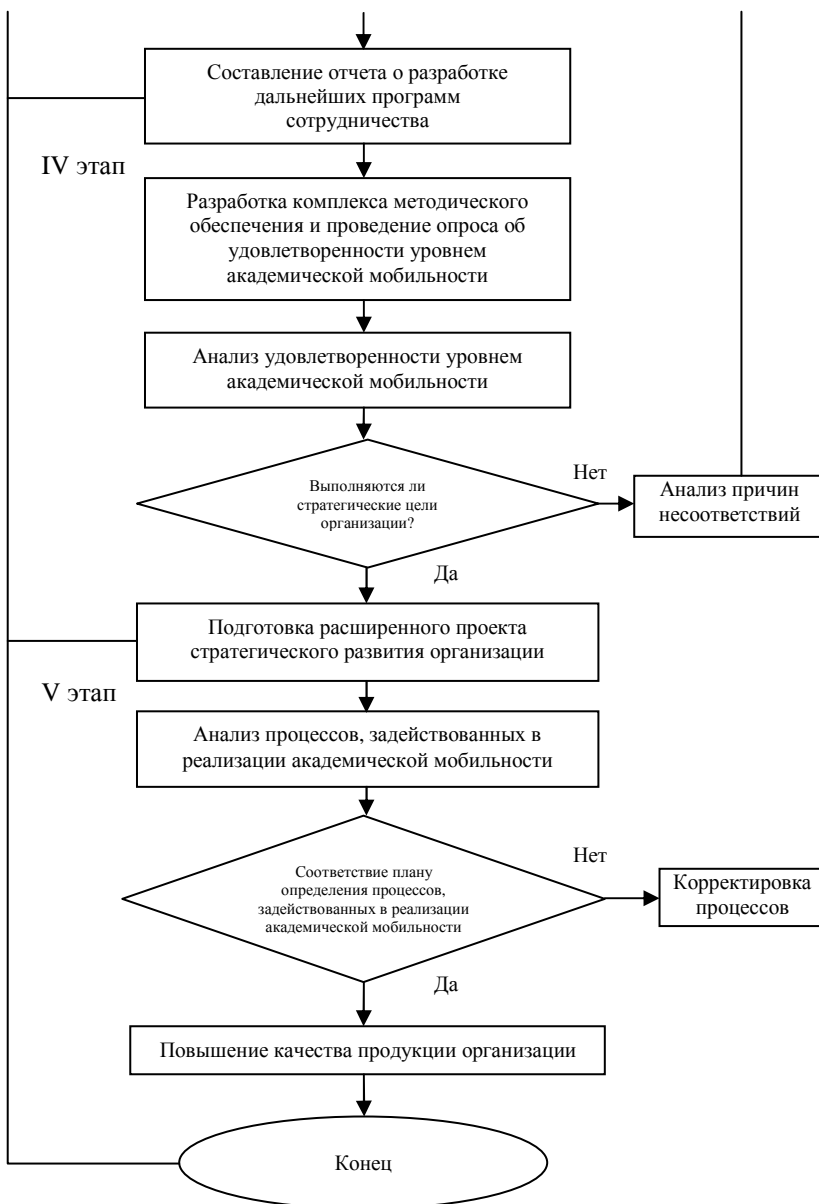 Составление отчета о разработке
дальнейших программ
сотрудничества
IV этап
Разработка комплекса методического
обеспечения и проведение опроса об
удовлетворенности уровнем
академической мобильности
Анализ удовлетворенности уровнем
академической мобильности
Выполняются ли
стратегические цели
организации?
Нет
Анализ причин
несоответствий
Да
Подготовка расширенного проекта
стратегического развития организации
V этап
Анализ процессов, задействованных в
реализации академической мобильности
Соответствие плану
определения процессов,
задействованных в реализации
академической мобильности
Нет
Корректировка
процессов
Да
Повышение качества продукции организации
Конец